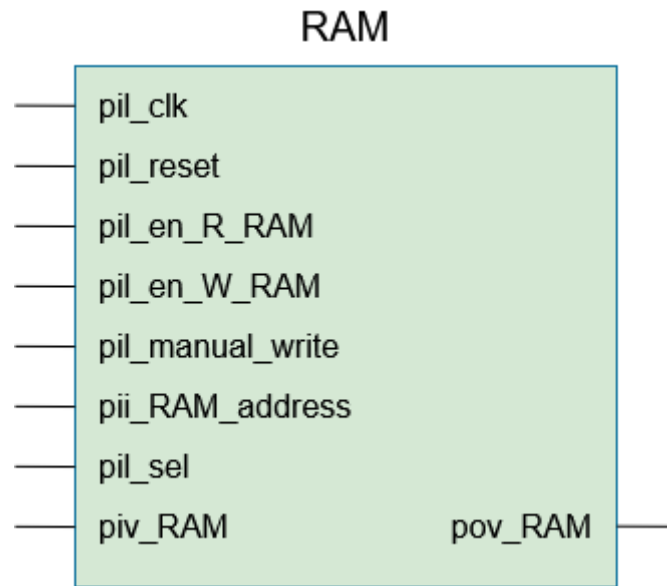 RAM
pil_clk
pil_reset
pil_en_R_RAM
pil_en_W_RAM
pil_manual_write
pii_RAM_address
pil_sel
piv_RAM pov_RAM